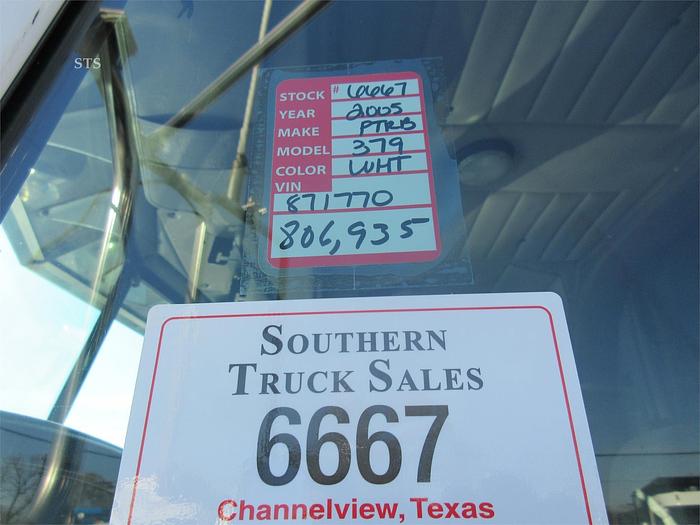 STS
STOCK # 6667
YEAR 2005
MAKE PTRB
MODEL 379
COLOR WHT
VIN
871770
806,935
SOUTHERN
TRUCK SALES
6667
Channelview, Texas